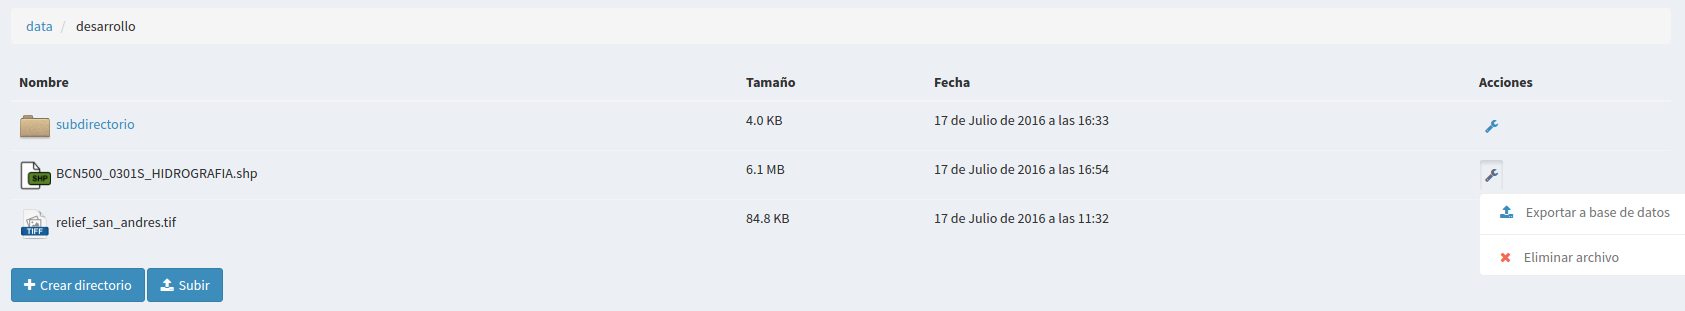 data / desarrollo
Nombre Tamaño Fecha Acciones
subdirectorio 4.0 KB 17 de Julio de 2016 a las 16:33
SHP BCN500_0301S_HIDROGRAFIA.shp 6.1 MB 17 de Julio de 2016 a las 16:54
TIFF relief_san_andres.tif 84.8 KB 17 de Julio de 2016 a las 11:32
Exportar a base de datos
Eliminar archivo
Crear directorio Subir